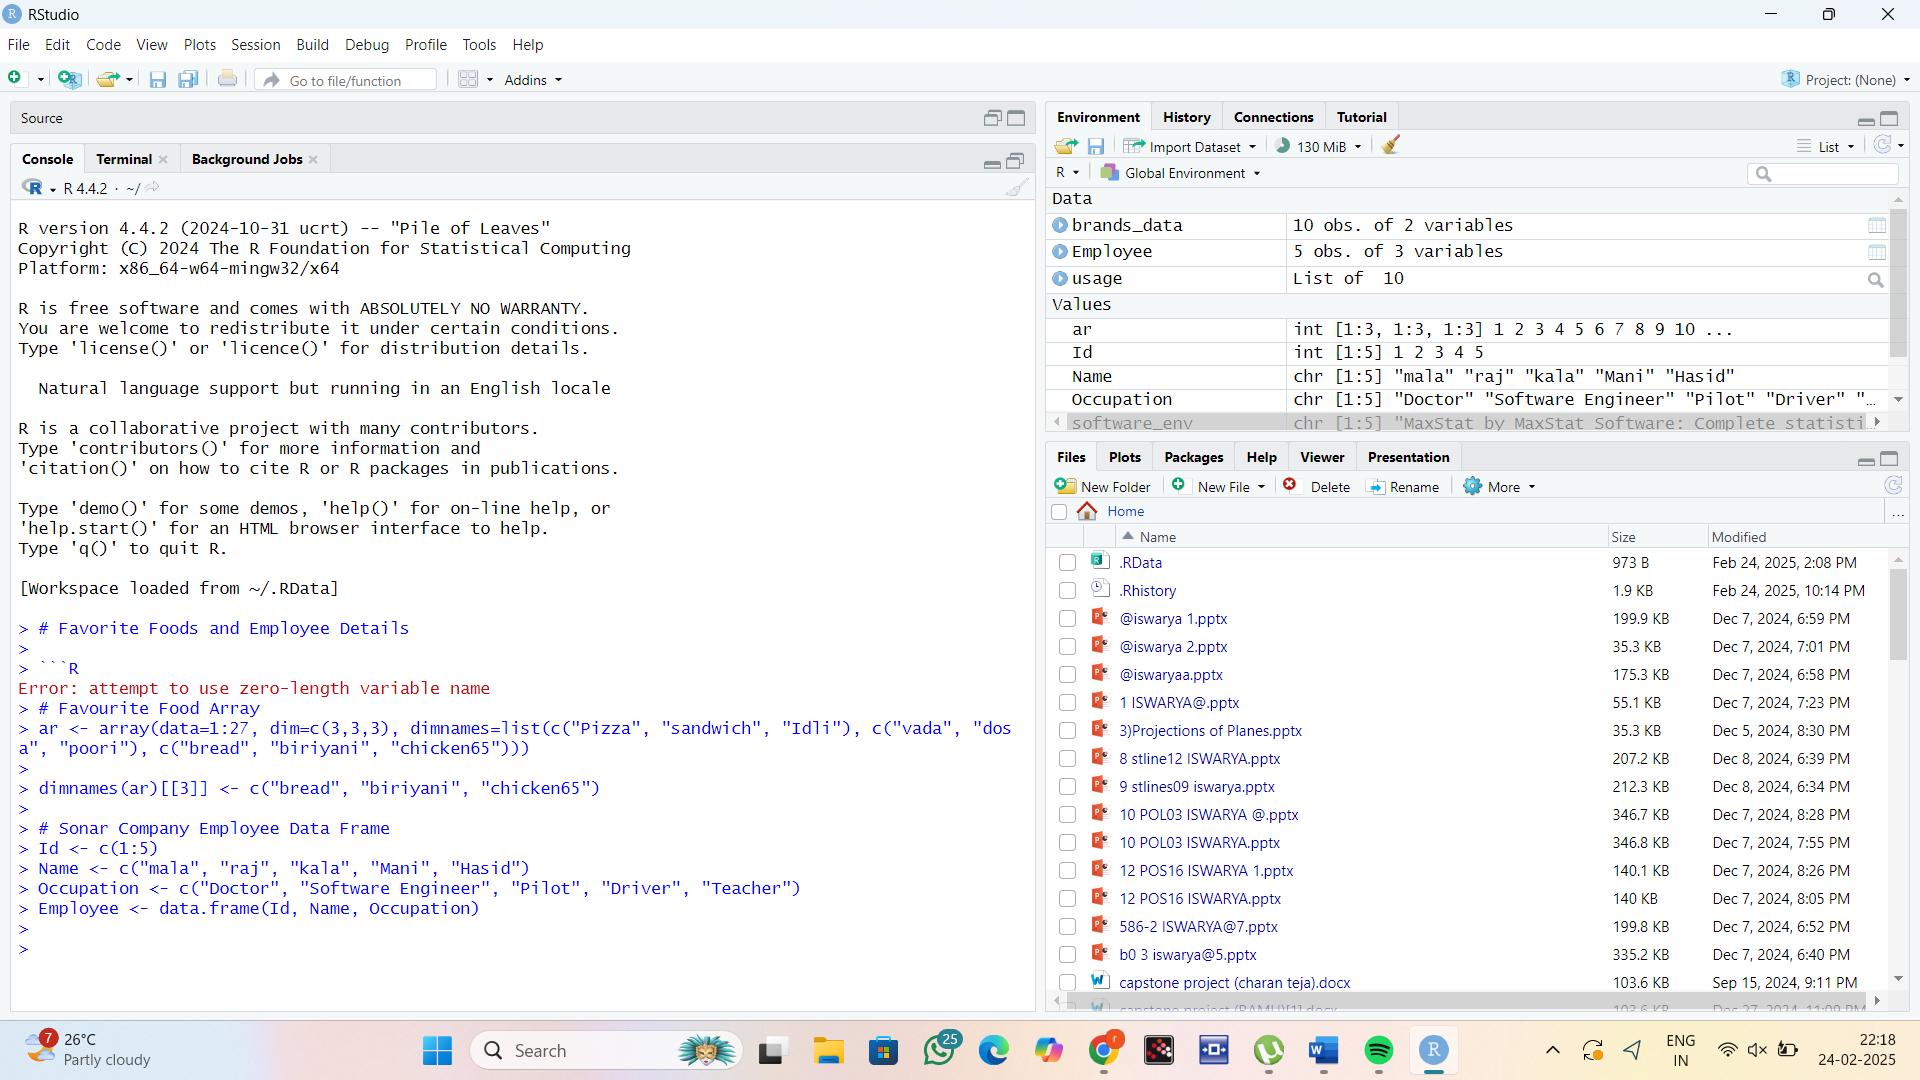 RStudio
File Edit Code View Plots Session Build Debug Profile Tools Help
Go to file/function Addins Project: (None)
Source
Console Terminal Background Jobs
R 4.4.2 · ~/
R version 4.4.2 (2024-10-31 ucrt) -- "Pile of Leaves"
Copyright (C) 2024 The R Foundation for Statistical Computing
Platform: x86_64-w64-mingw32/x64
R is free software and comes with ABSOLUTELY NO WARRANTY.
You are welcome to redistribute it under certain conditions.
Type 'license()' or 'licence()' for distribution details.
Natural language support but running in an English locale
R is a collaborative project with many contributors.
Type 'contributors()' for more information and
'citation()' on how to cite R or R packages in publications.
Type 'demo()' for some demos, 'help()' for on-line help, or
'help.start()' for an HTML browser interface to help.
Type 'q()' to quit R.
[Workspace loaded from ~/.RData]
> # Favorite Foods and Employee Details
>
> ```R
Error: attempt to use zero-length variable name
> # Favourite Food Array
> ar <- array(data=1:27, dim=c(3,3,3), dimnames=list(c("Pizza", "sandwich", "Idli"), c("vada", "dos
a", "poori"), c("bread", "biriyani", "chicken65")))
>
> dimnames(ar)[[3]] <- c("bread", "biriyani", "chicken65")
>
> # Sonar Company Employee Data Frame
> Id <- c(1:5)
> Name <- c("mala", "raj", "kala", "Mani", "Hasid")
> Occupation <- c("Doctor", "Software Engineer", "Pilot", "Driver", "Teacher")
> Employee <- data.frame(Id, Name, Occupation)
>
>
Environment History Connections Tutorial
Import Dataset 130 MiB List
R Global Environment
Data
brands_data 10 obs. of 2 variables
Employee 5 obs. of 3 variables
usage List of 10
Values
ar int [1:3, 1:3, 1:3] 1 2 3 4 5 6 7 8 9 10 ...
Id int [1:5] 1 2 3 4 5
Name chr [1:5] "mala" "raj" "kala" "Mani" "Hasid"
Occupation chr [1:5] "Doctor" "Software Engineer" "Pilot" "Driver" "…
software_env chr [1:5] "MaxStat by MaxStat Software: Complete statisti
Files Plots Packages Help Viewer Presentation
New Folder New File Delete Rename More
Home ...
Name Size Modified
.RData 973 B Feb 24, 2025, 2:08 PM
.Rhistory 1.9 KB Feb 24, 2025, 10:14 PM
@iswarya 1.pptx 199.9 KB Dec 7, 2024, 6:59 PM
@iswarya 2.pptx 35.3 KB Dec 7, 2024, 7:01 PM
@iswaryaa.pptx 175.3 KB Dec 7, 2024, 6:58 PM
1 ISWARYA@.pptx 55.1 KB Dec 7, 2024, 7:23 PM
3)Projections of Planes.pptx 35.3 KB Dec 5, 2024, 8:30 PM
8 stline12 ISWARYA.pptx 207.2 KB Dec 8, 2024, 6:39 PM
9 stlines09 iswarya.pptx 212.3 KB Dec 8, 2024, 6:34 PM
10 POL03 ISWARYA @.pptx 346.7 KB Dec 7, 2024, 8:28 PM
10 POL03 ISWARYA.pptx 346.8 KB Dec 7, 2024, 7:55 PM
12 POS16 ISWARYA 1.pptx 140.1 KB Dec 7, 2024, 8:26 PM
12 POS16 ISWARYA.pptx 140 KB Dec 7, 2024, 8:05 PM
586-2 ISWARYA@7.pptx 199.8 KB Dec 7, 2024, 6:52 PM
b0 3 iswarya@5.pptx 335.2 KB Dec 7, 2024, 6:40 PM
capstone project (charan teja).docx 103.6 KB Sep 15, 2024, 9:11 PM
capstone project (RAMU)[1].docx 103.6 KB Dec 27, 2024, 11:09 PM
7 26°C
Partly cloudy
Search
25
ENG
IN
22:18
24-02-2025